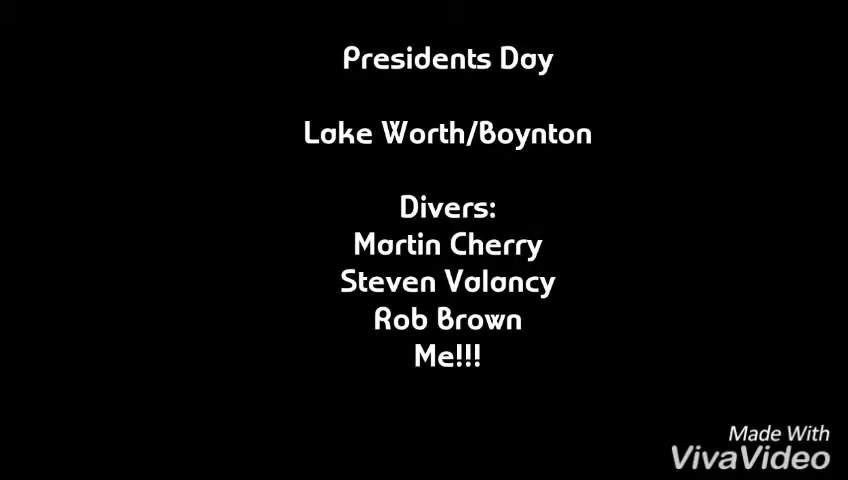 Presidents Day
Lake Worth/Boynton
Divers:
Martin Cherry
Steven Valancy
Rob Brown
Me!!!
Made With
VivaVideo